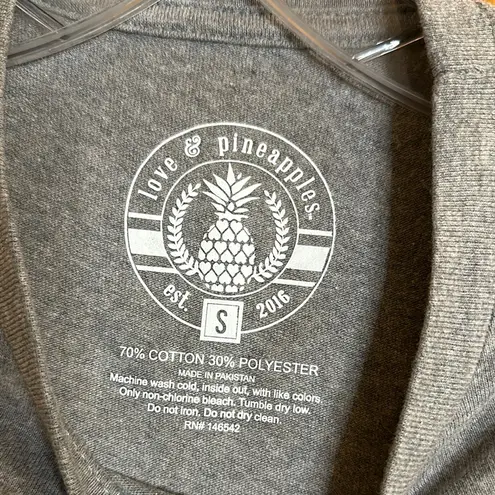 love & pineapples.
est. 2016
S
70% COTTON 30% POLYESTER
MADE IN PAKISTAN
Machine wash cold, inside out, with like colors.
Only non-chlorine bleach. Tumble dry low.
Do not iron. Do not dry clean.
RN# 146542